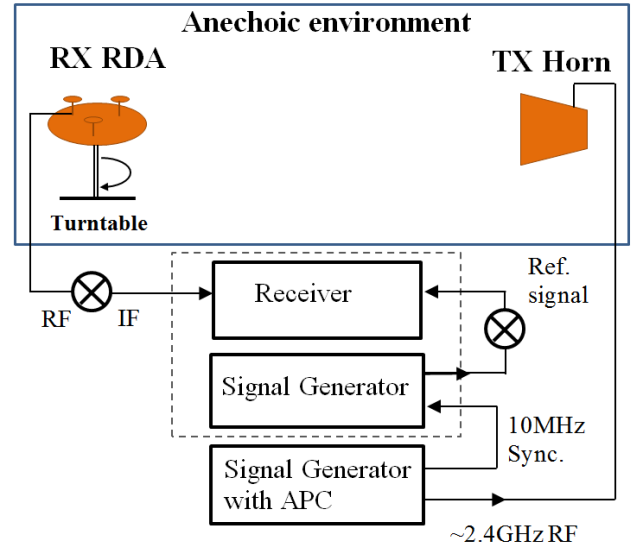 Anechoic environment
RX RDA
TX Horn
Turntable
Ref.
signal
Receiver
RF
IF
Signal Generator
10MHz
Sync.
Signal Generator
with APC
~2.4GHz RF